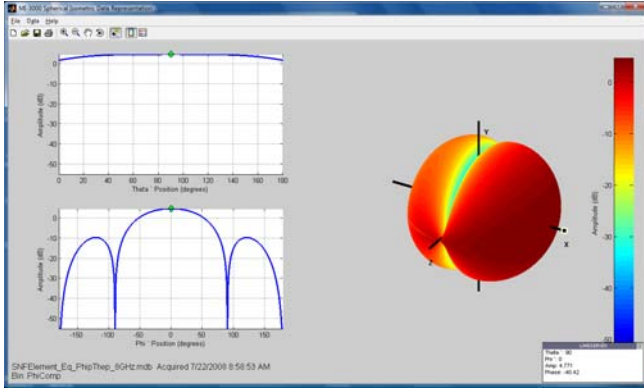 MI-3000 Spherical Isometric Data Representation
File Data Help
0
-10
-20
-30
-40
-50
Amplitude (dB)
0 20 40 60 80 100 120 140 160 180
Theta ` Position (degrees)
0
-10
-20
-30
-40
-50
Amplitude (dB)
-150 -100 -50 0 50 100 150
Phi ` Position (degrees)
Y
X
Z
0
-10
-20
-30
-40
-50
Amplitude (dB)
SNFElement_Eq_PhipThep_8GHz.mdb Acquired 7/22/2008 8:58:53 AM
Bin :PhiComp
Theta ` : 90
Phi ` : 0
Amp: 4.771
Phase: -40.42